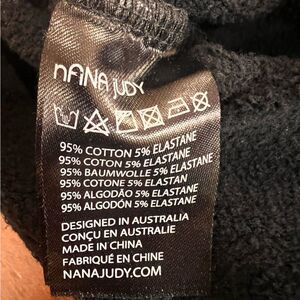 nANA jUDY
95% COTTON 5% ELASTANE
95% COTON 5% ELASTANE
95% BAUMWOLLE 5% ELASTANE
95% COTONE 5% ELASTAN
95% ALGODÃO 5% ELASTANE
95% ALGODÓN 5% ELASTANE
DESIGNED IN AUSTRALIA
CONÇU EN AUSTRALIE
MADE IN CHINA
FABRIQUÉ EN CHINE
NANAJUDY.COM